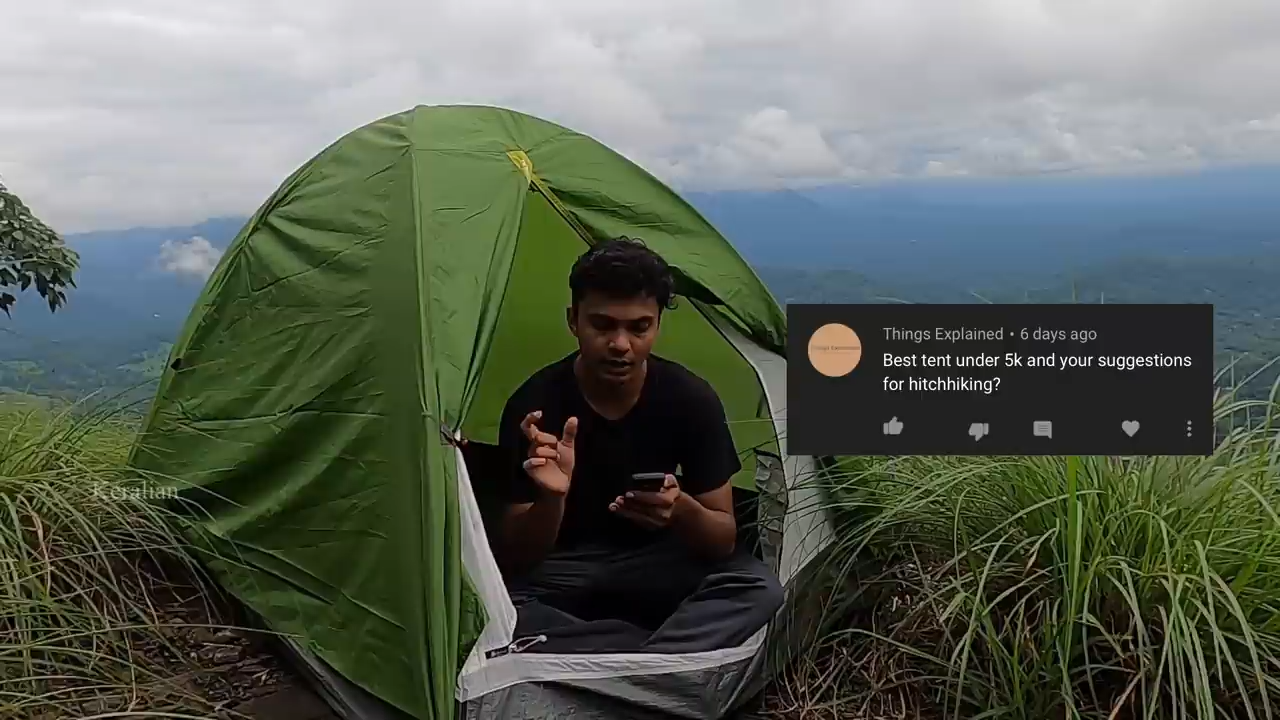 Things Explained • 6 days ago
Best tent under 5k and your suggestions
for hitchhiking?
Keralian